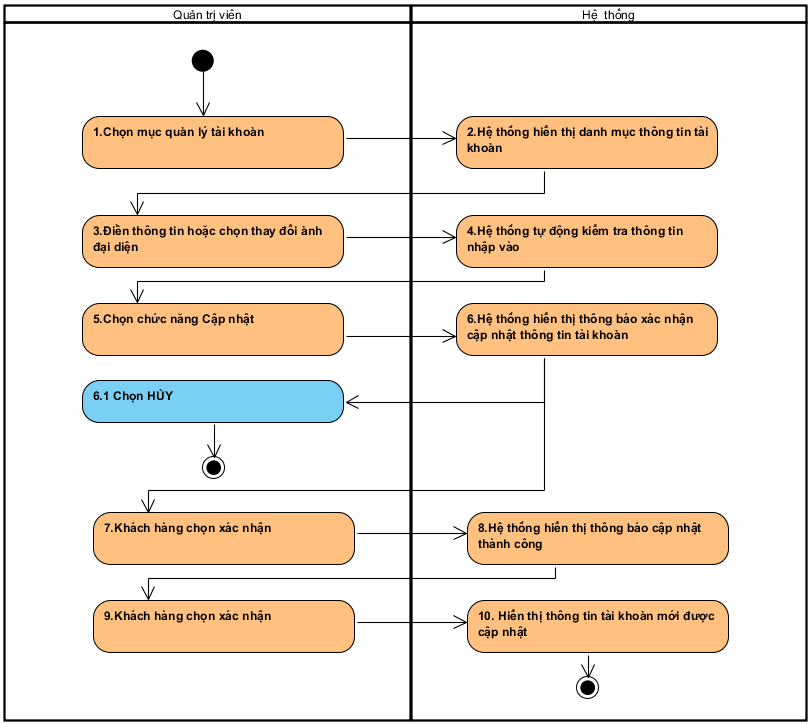 Quản trị viên
Hệ thống
1.Chọn mục quản lý tài khoản
2.Hệ thống hiển thị danh mục thông tin tài
khoản
3.Điền thông tin hoặc chọn thay đổi ảnh
đại diện
4.Hệ thống tự động kiểm tra thông tin
nhập vào
5.Chọn chức năng Cập nhật
6.Hệ thống hiển thị thông báo xác nhận
cập nhật thông tin tài khoản
6.1 Chọn HỦY
7.Khách hàng chọn xác nhận
8.Hệ thống hiển thị thông báo cập nhật
thành công
9.Khách hàng chọn xác nhận
10. Hiển thị thông tin tài khoản mới được
cập nhật